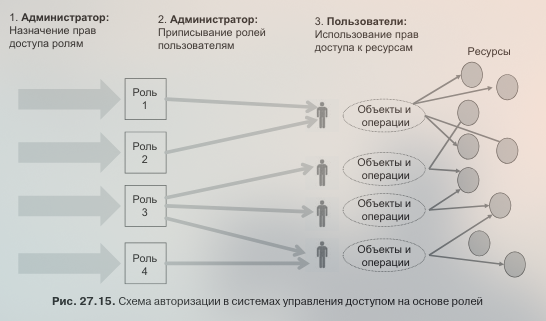 1. Администратор:
Назначение прав
доступа ролям
2. Администратор:
Приписывание ролей
пользователям
3. Пользователи:
Использование прав
доступа к ресурсам
Ресурсы
Роль
1
Роль
2
Роль
3
Роль
4
Объекты и
операции
Объекты и
операции
Объекты и
операции
Объекты и
операции
Рис. 27.15. Схема авторизации в системах управления доступом на основе ролей